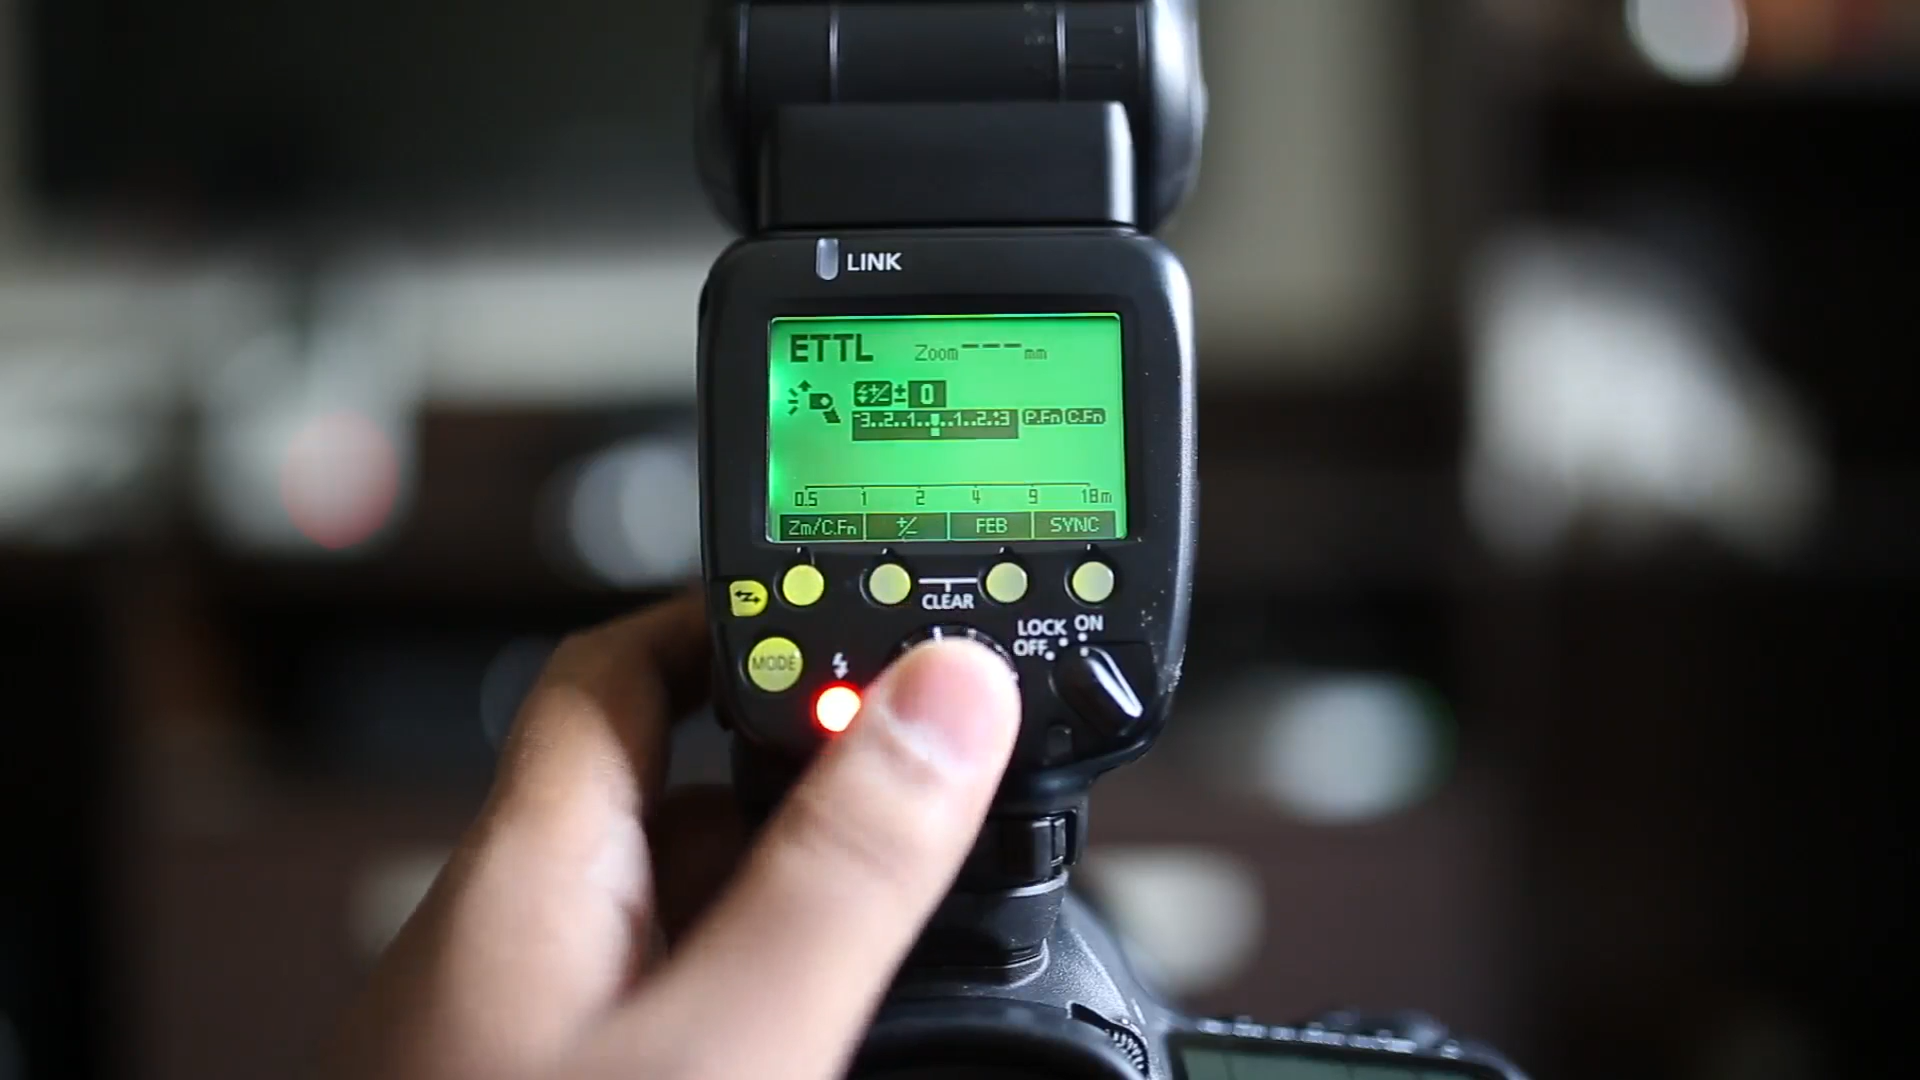 LINK
ETTL Zoom---mm
± 0
-3..2..1..0..1..2.+3 P.Fn C.Fn
0.5 1 2 4 9 18m
Zm/C.Fn +/- FEB SYNC
CLEAR
LOCK ON
OFF
MODE